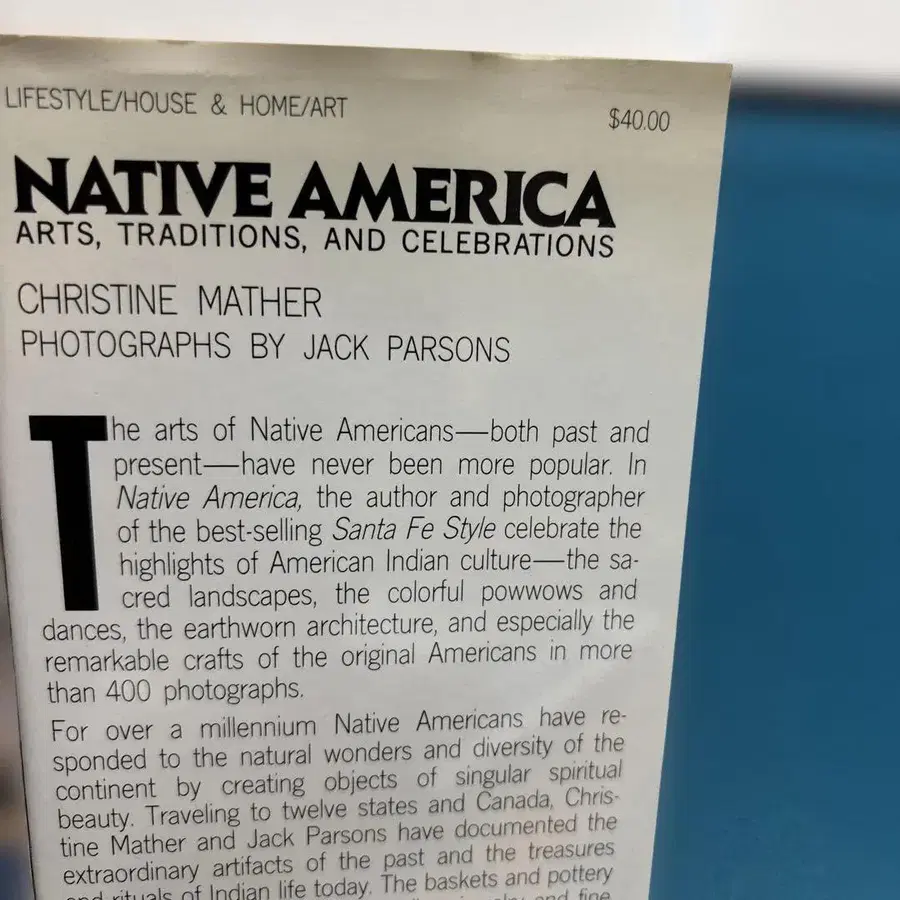 LIFESTYLE/HOUSE & HOME/ART
$40.00
NATIVE AMERICA
ARTS, TRADITIONS, AND CELEBRATIONS
CHRISTINE MATHER
PHOTOGRAPHS BY JACK PARSONS
The arts of Native Americans—both past and
present—have never been more popular. In
Native America, the author and photographer
of the best-selling Santa Fe Style celebrate the
highlights of American Indian culture—the sa-
cred landscapes, the colorful powwows and
dances, the earthworn architecture, and especially the
remarkable crafts of the original Americans in more
than 400 photographs.
For over a millennium Native Americans have re-
sponded to the natural wonders and diversity of the
continent by creating objects of singular spiritual
beauty. Traveling to twelve states and Canada, Chris-
tine Mather and Jack Parsons have documented the
extraordinary artifacts of the past and the treasures
and rituals of Indian life today. The baskets and pottery
and fine